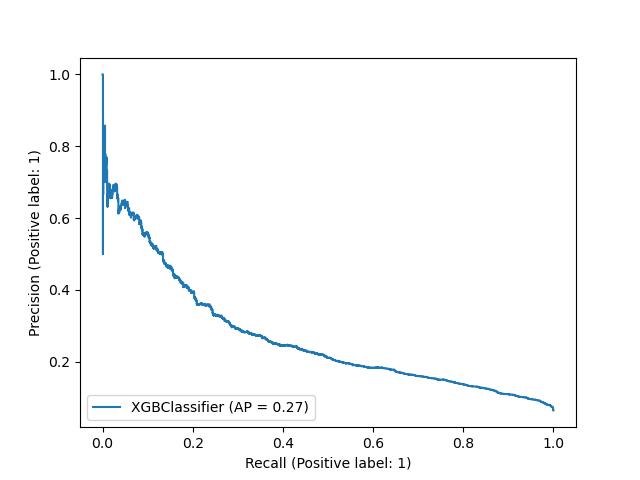 1.0
0.8
0.6
0.4
0.2
Precision (Positive label: 1)
XGBClassifier (AP = 0.27)
0.0 0.2 0.4 0.6 0.8 1.0
Recall (Positive label: 1)